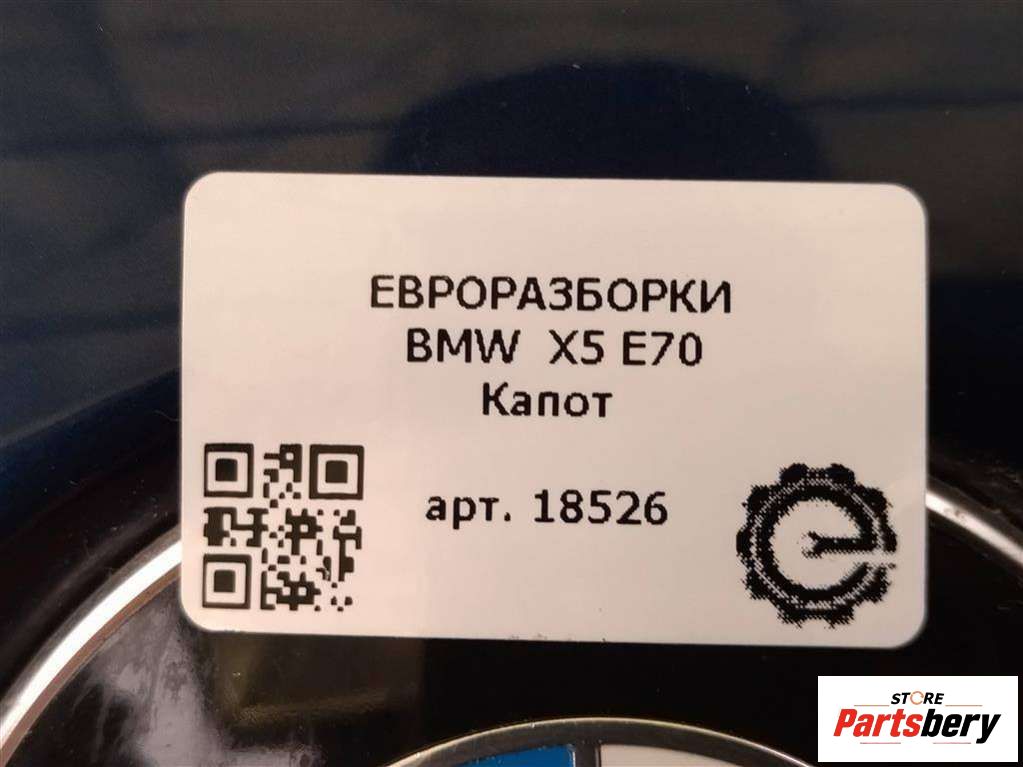 ЕВРОРАЗБОРКИ
BMW X5 E70
Капот
арт. 18526
STORE
Partsbery